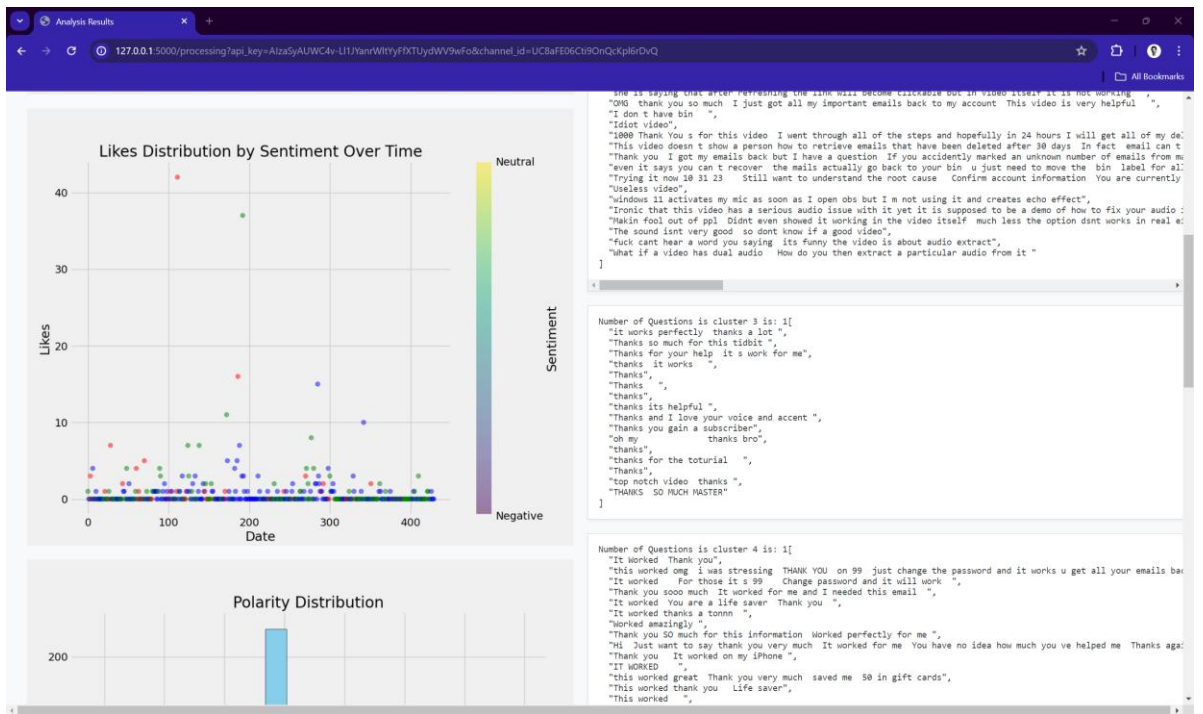 Analysis Results
127.0.0.1:5000/processing?api_key=
All Bookmarks
Likes Distribution by Sentiment Over Time
Neutral
40
30
20
10
0
Likes
Sentiment
Negative
0 100 200 300 400
Date
Polarity Distribution
200
"she is saying that after refreshing the link will become clickable but in video itself it is not working ",
"OMG thank you so much I just got all my important emails back to my account This video is very helpful ",
"I don t have bin ",
"Idiot video",
"1000 Thank You s for this video I went through all of the steps and hopefully in 24 hours I will get all of my
"This video doesn t show a person how to retrieve emails that have been deleted after 30 days In fact email can t
"Thank you I got my emails back but I have a question If you accidently marked an unknown number of emails from
"even it says you can t recover the mails actually go back to your bin u just need to move the bin label for
"Trying it now 10 31 23 Still want to understand the root cause Confirm account information You are currently
"Useless video",
"windows 11 activates my mic as soon as I open obs but I m not using it and creates echo effect",
"Ironic that this video has a serious audio issue with it yet it is supposed to be a demo of how to fix your audio
"Makin fool out of ppl Didnt even showed it working in the video itself much less the option dsnt works in real
"The sound isnt very good so dont know if a good video",
"fuck cant hear a word you saying its funny the video is about audio extract",
"What if a video has dual audio How do you then extract a particular audio from it "
]
Number of Questions is cluster 3 is: 1[
"it works perfectly thanks a lot ",
"Thanks so much for this tidbit ",
"Thanks for your help it s work for me",
"thanks it works ",
"Thanks",
"Thanks ",
"thanks",
"thanks its helpful ",
"Thanks and I love your voice and accent ",
"Thanks you gain a subscriber",
"oh my thanks bro",
"thanks",
"thanks for the toturial ",
"Thanks",
"top notch video thanks ",
"THANKS SO MUCH MASTER"
]
Number of Questions is cluster 4 is: 1[
"It Worked Thank you",
"this worked omg i was stressing THANK YOU on 99 just change the password and it works u get all your emails
"It worked For those it s 99 Change password and it will work ",
"Thank you sooo much It worked for me and I needed this email ",
"It worked You are a life saver Thank you ",
"It worked thanks a tonnn ",
"Worked amazingly ",
"Thank you SO much for this information Worked perfectly for me ",
"Hi Just want to say thank you very much It worked for me You have no idea how much you ve helped me Thanks
"Thank you It worked on my iPhone ",
"IT WORKED ",
"this worked great Thank you very much saved me 50 in gift cards",
"This worked thank you Life saver",
"This worked ",